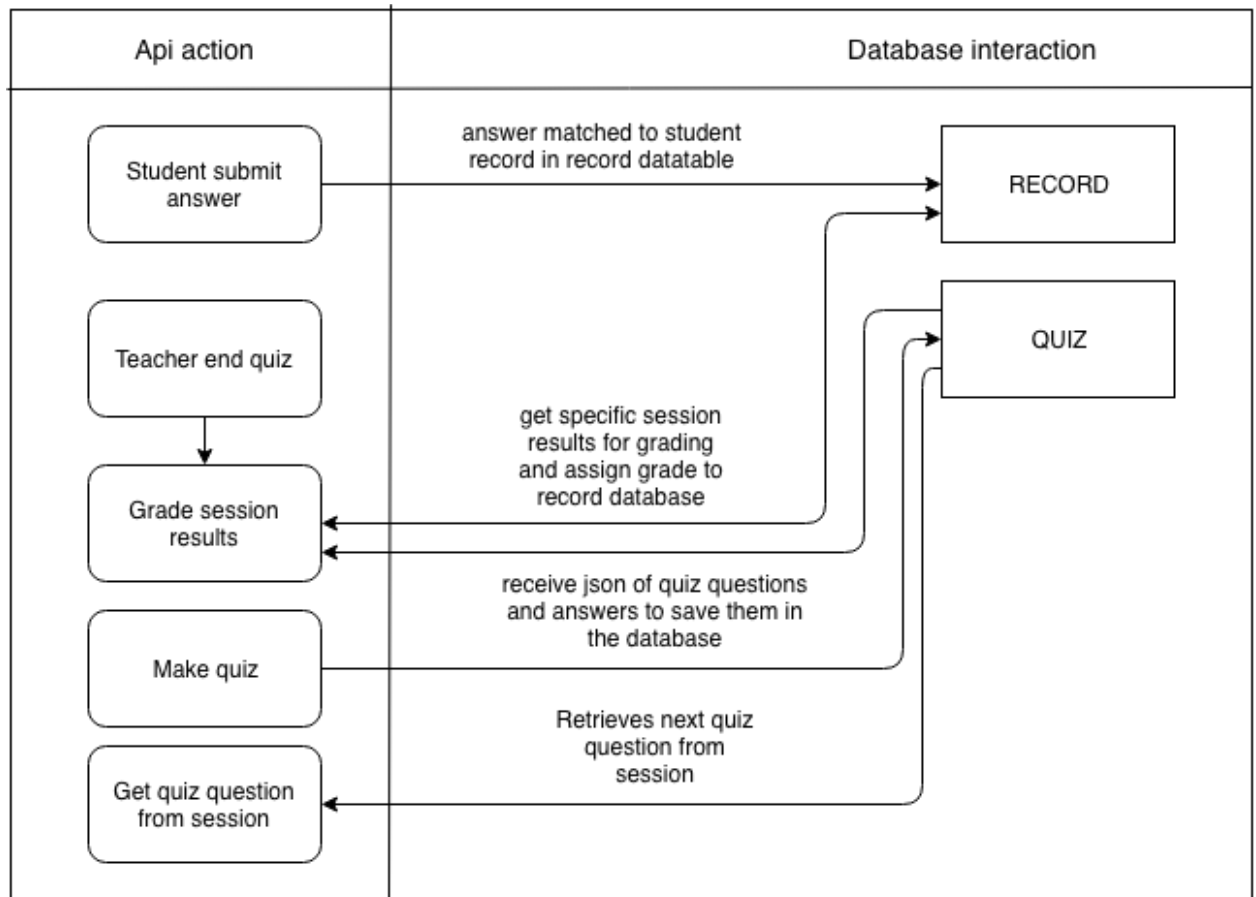 Api action
Database interaction
answer matched to student
record in record datatable
Student submit
answer
RECORD
Teacher end quiz
QUIZ
get specific session
results for grading
and assign grade to
record database
Grade session
results
receive json of quiz questions
and answers to save them in
the database
Make quiz
Retrieves next quiz
question from
session
Get quiz question
from session